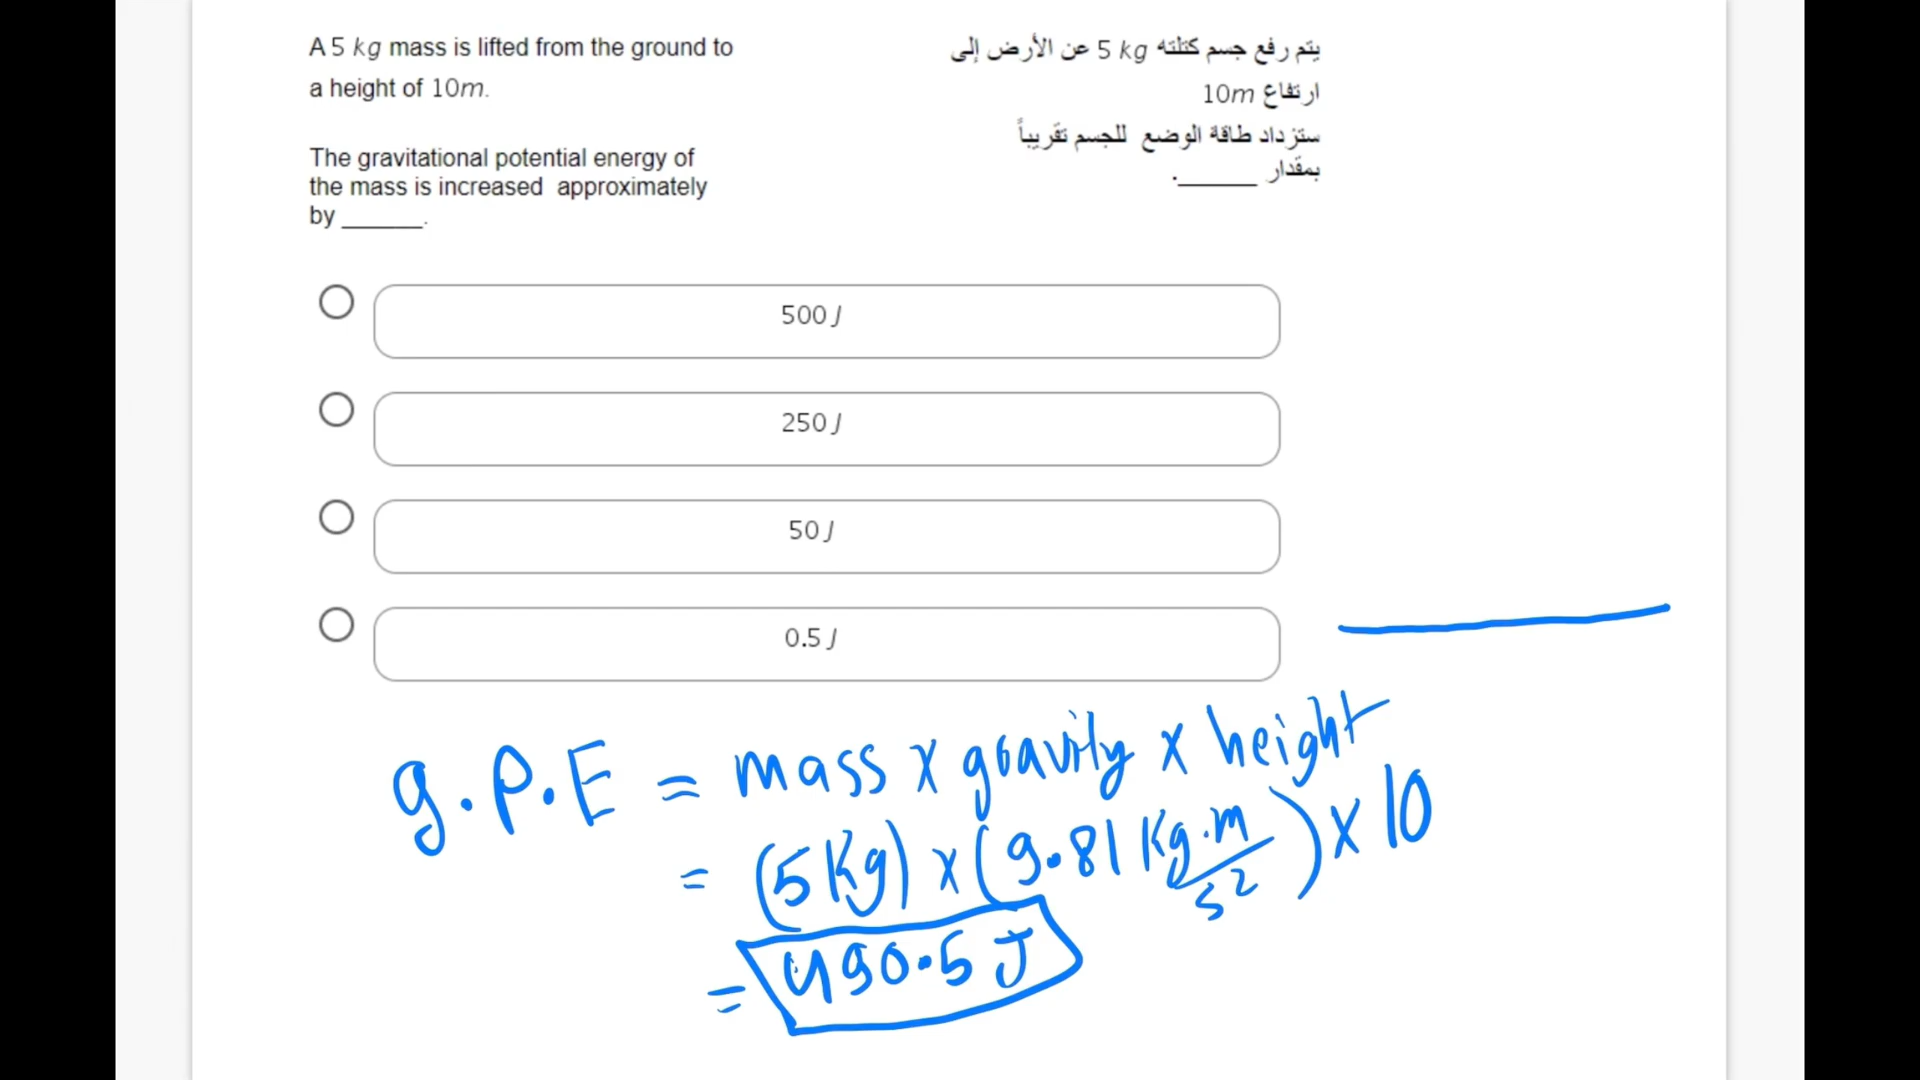 A 5 kg mass is lifted from the ground to
a height of 10m.
The gravitational potential energy of
the mass is increased approximately
by ______.
يتم رفع جسم كتلته 5 kg عن الأرض إلى
ارتفاع 10m
ستزداد طاقة الوضع للجسم تقريباً
بمقدار ______.
500 J
250 J
50 J
0.5 J
g.P.E = mass x gravity x height
= (5 Kg) x (9.81 Kg.m/s²) x 10
= 490.5 J